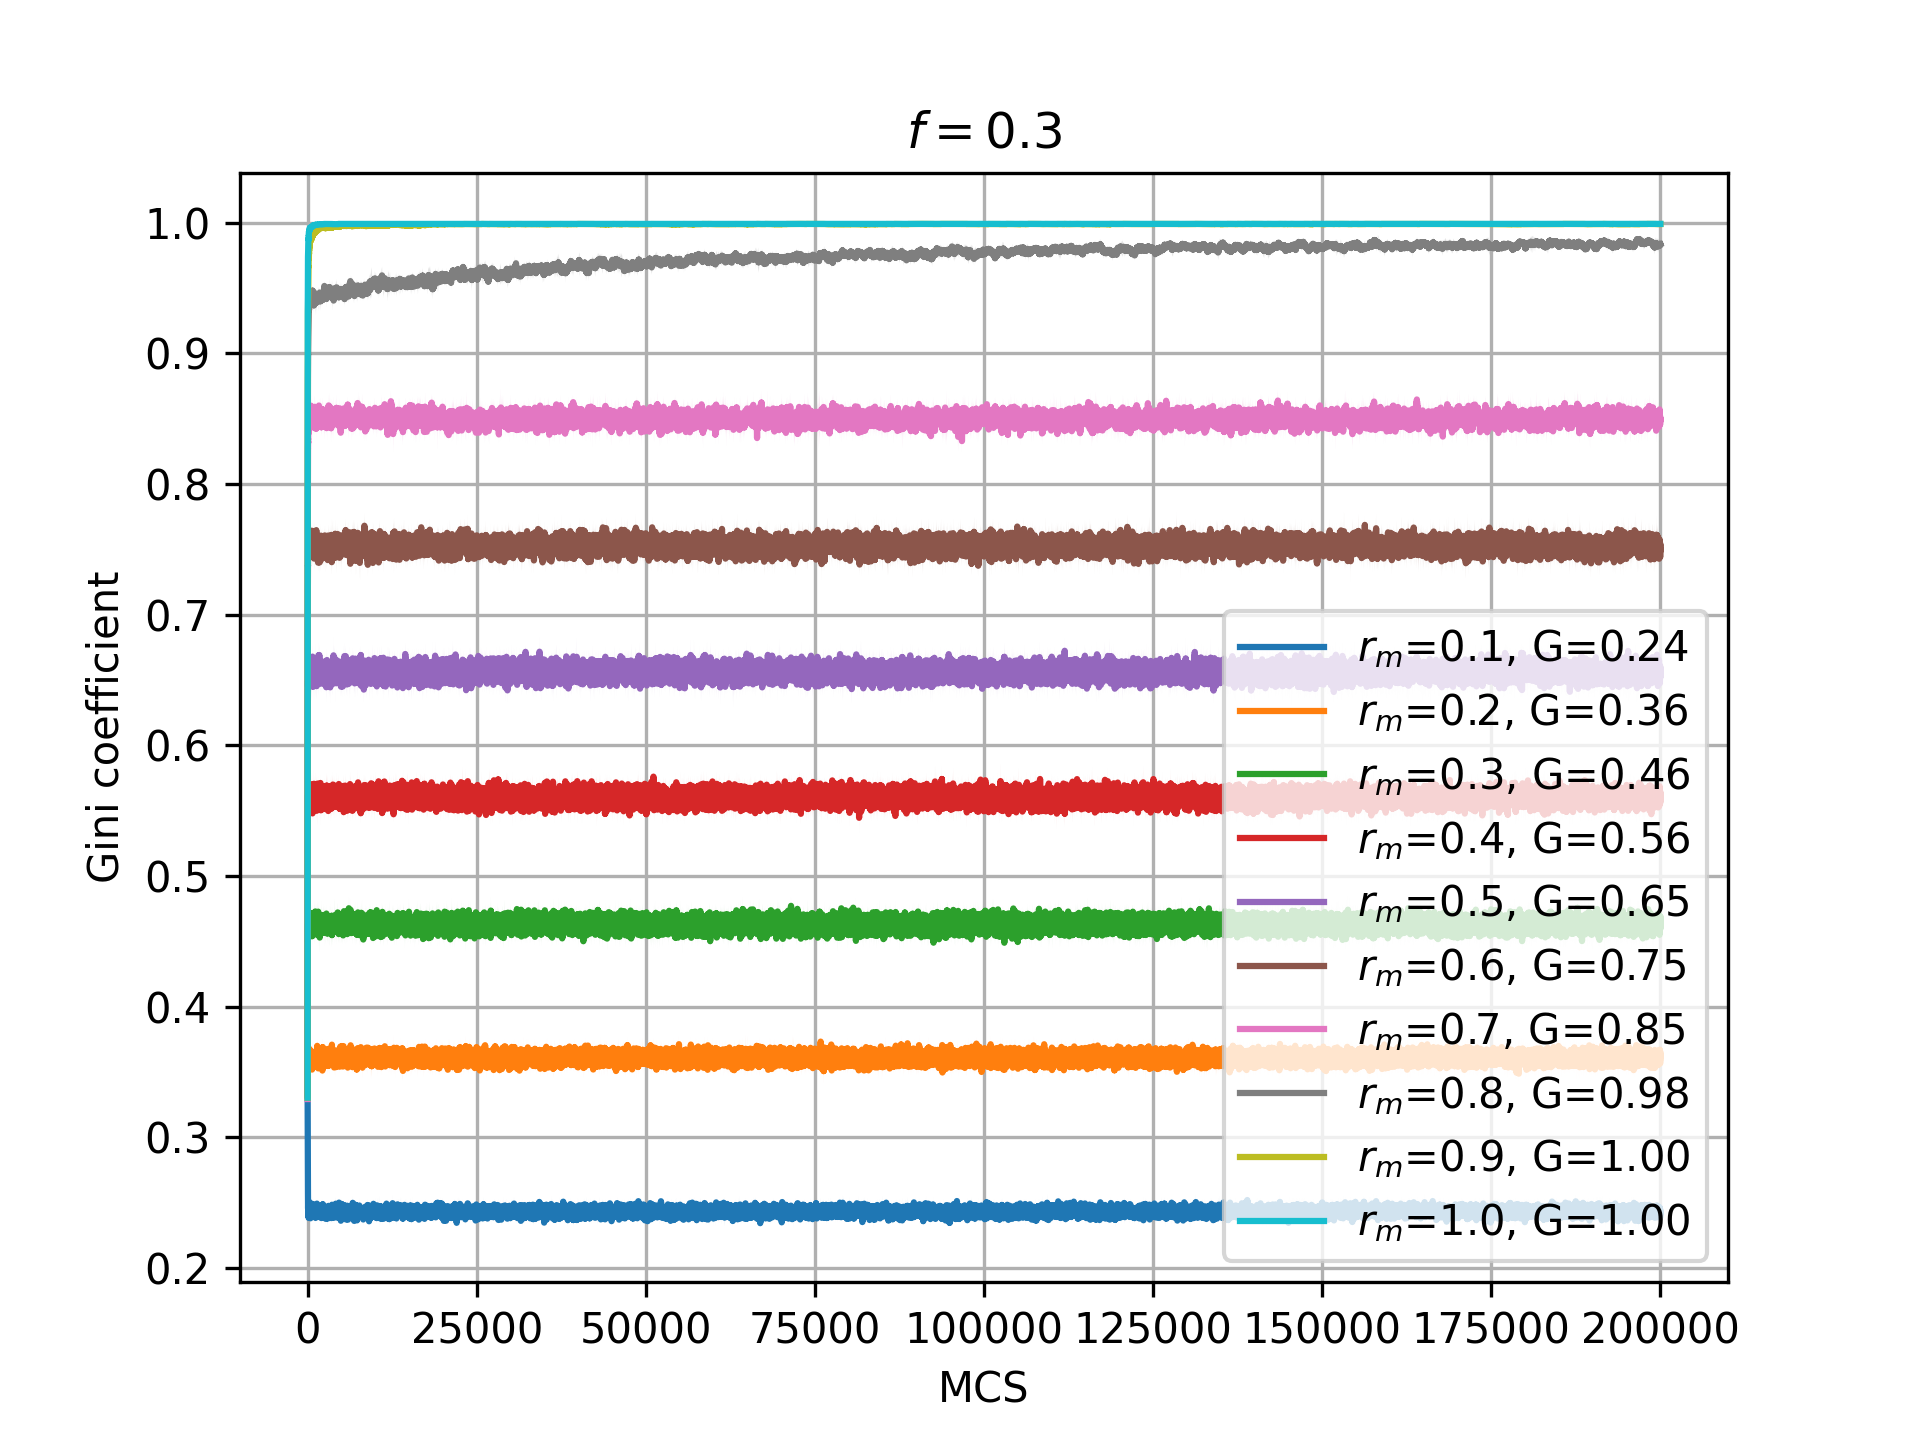 f = 0.3
Gini coefficient
1.0
0.9
0.8
0.7
0.6
0.5
0.4
0.3
0.2
r_m=0.1, G=0.24
r_m=0.2, G=0.36
r_m=0.3, G=0.46
r_m=0.4, G=0.56
r_m=0.5, G=0.65
r_m=0.6, G=0.75
r_m=0.7, G=0.85
r_m=0.8, G=0.98
r_m=0.9, G=1.00
r_m=1.0, G=1.00
0 25000 50000 75000 100000 125000 150000 175000 200000
MCS